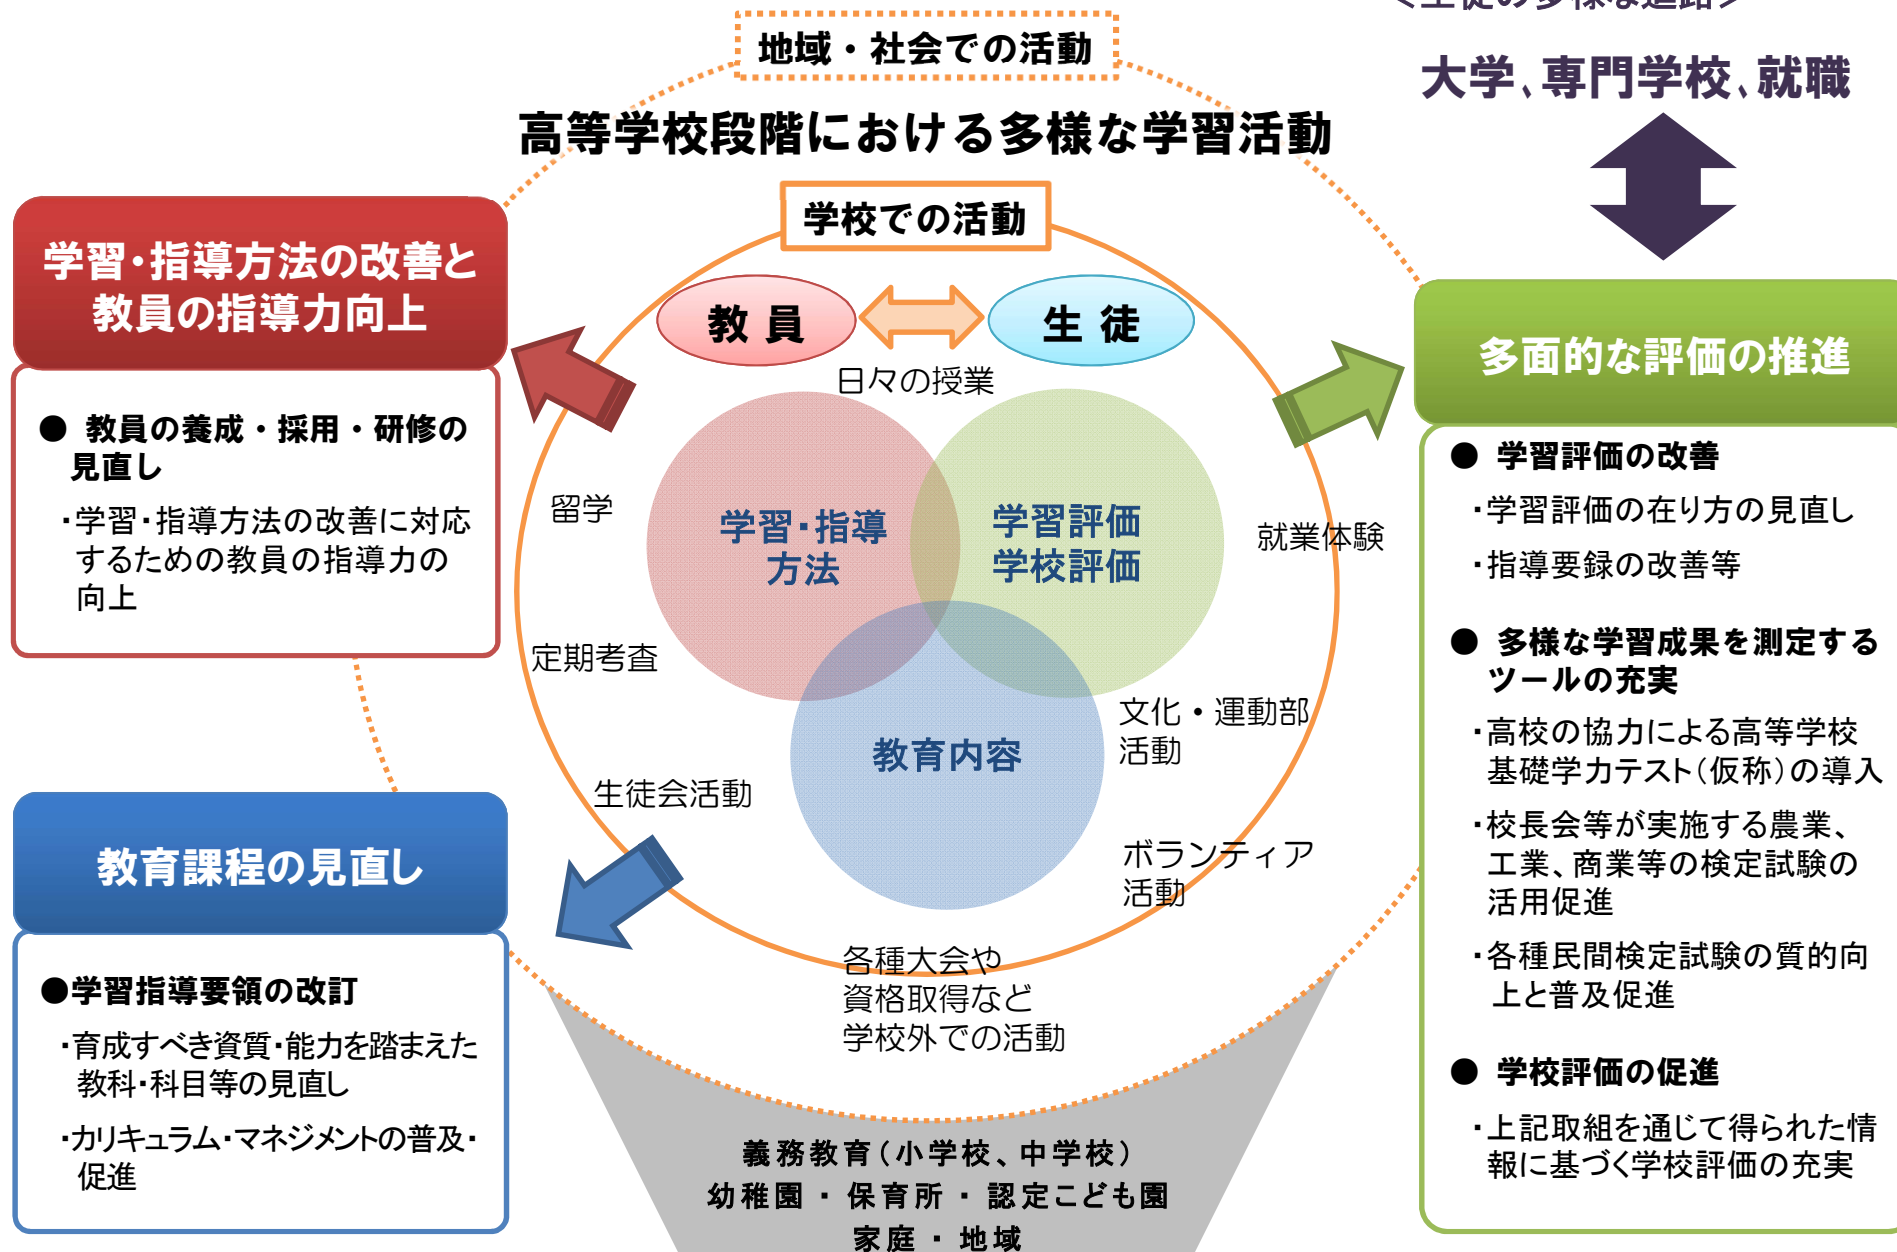 ＜生徒の多様な進路＞
大学、専門学校、就職
地域・社会での活動
高等学校段階における多様な学習活動
学校での活動
教 員
生 徒
日々の授業
学習・指導
方法
学習評価
学校評価
教育内容
留学
定期考査
生徒会活動
就業体験
文化・運動部
活動
ボランティア
活動
各種大会や
資格取得など
学校外での活動
学習・指導方法の改善と
教員の指導力向上
● 教員の養成・採用・研修の
見直し
・学習・指導方法の改善に対応
するための教員の指導力の
向上
教育課程の見直し
●学習指導要領の改訂
・育成すべき資質・能力を踏まえた
教科・科目等の見直し
・カリキュラム・マネジメントの普及・
促進
多面的な評価の推進
● 学習評価の改善
・学習評価の在り方の見直し
・指導要録の改善等
● 多様な学習成果を測定する
ツールの充実
・高校の協力による高等学校
基礎学力テスト（仮称）の導入
・校長会等が実施する農業、
工業、商業等の検定試験の
活用促進
・各種民間検定試験の質的向
上と普及促進
● 学校評価の促進
・上記取組を通じて得られた情
報に基づく学校評価の充実
義務教育（小学校、中学校）
幼稚園 ・ 保育所 ・ 認定こども園
家庭 ・ 地域